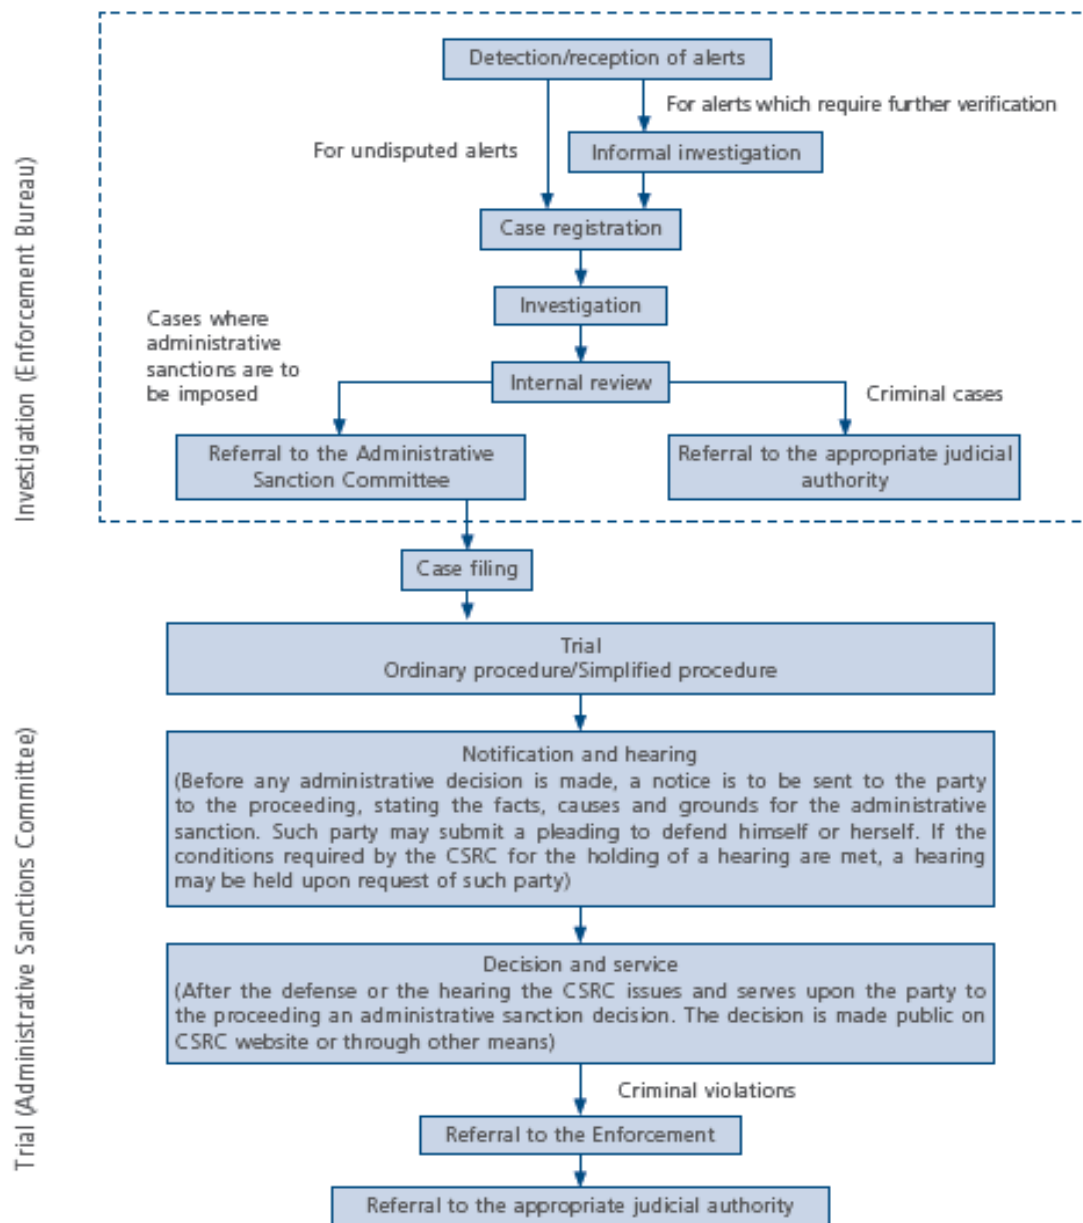 Investigation (Enforcement Bureau)
Detection/reception of alerts
For alerts which require further verification
For undisputed alerts
Informal investigation
Case registration
Investigation
Cases where
administrative
sanctions are to
be imposed
Internal review
Criminal cases
Referral to the Administrative
Sanction Committee
Referral to the appropriate judicial
authority
Trial (Administrative Sanctions Committee)
Case filing
Trial
Ordinary procedure/Simplified procedure
Notification and hearing
(Before any administrative decision is made, a notice is to be sent to the party
to the proceeding, stating the facts, causes and grounds for the administrative
sanction. Such party may submit a pleading to defend himself or herself. If the
conditions required by the CSRC for the holding of a hearing are met, a hearing
may be held upon request of such party)
Decision and service
(After the defense or the hearing the CSRC issues and serves upon the party to
the proceeding an administrative sanction decision. The decision is made public on
CSRC website or through other means)
Criminal violations
Referral to the Enforcement
Referral to the appropriate judicial authority